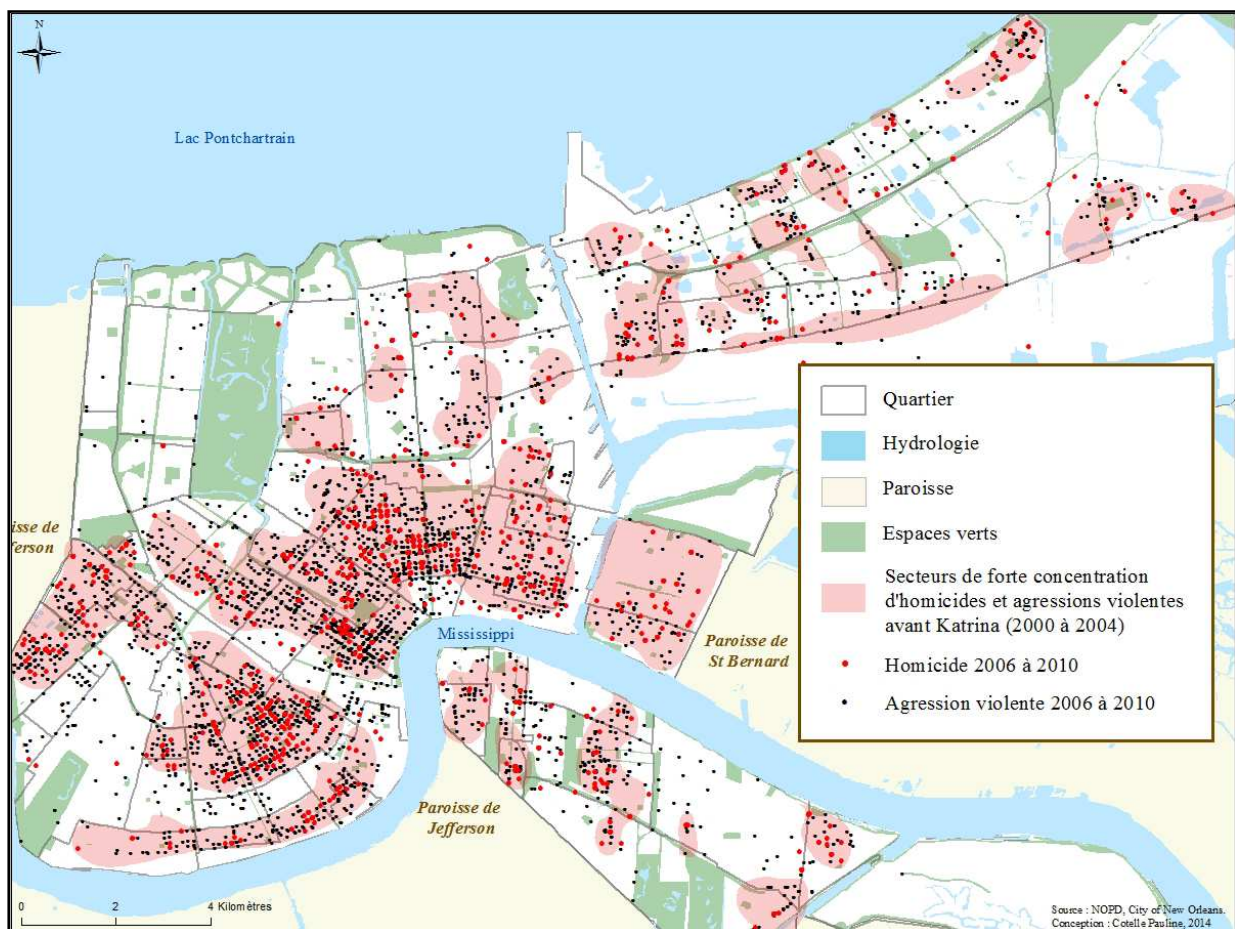 N
Lac Pontchartrain
isse de
fferson
Mississippi
Paroisse de
St Bernard
Paroisse de
Jefferson
Quartier
Hydrologie
Paroisse
Espaces verts
Secteurs de forte concentration
d'homicides et agressions violentes
avant Katrina (2000 à 2004)
Homicide 2006 à 2010
Agression violente 2006 à 2010
0 2 4 Kilomètres
Source : NOPD, City of New Orleans.
Conception : Cotelle Pauline, 2014